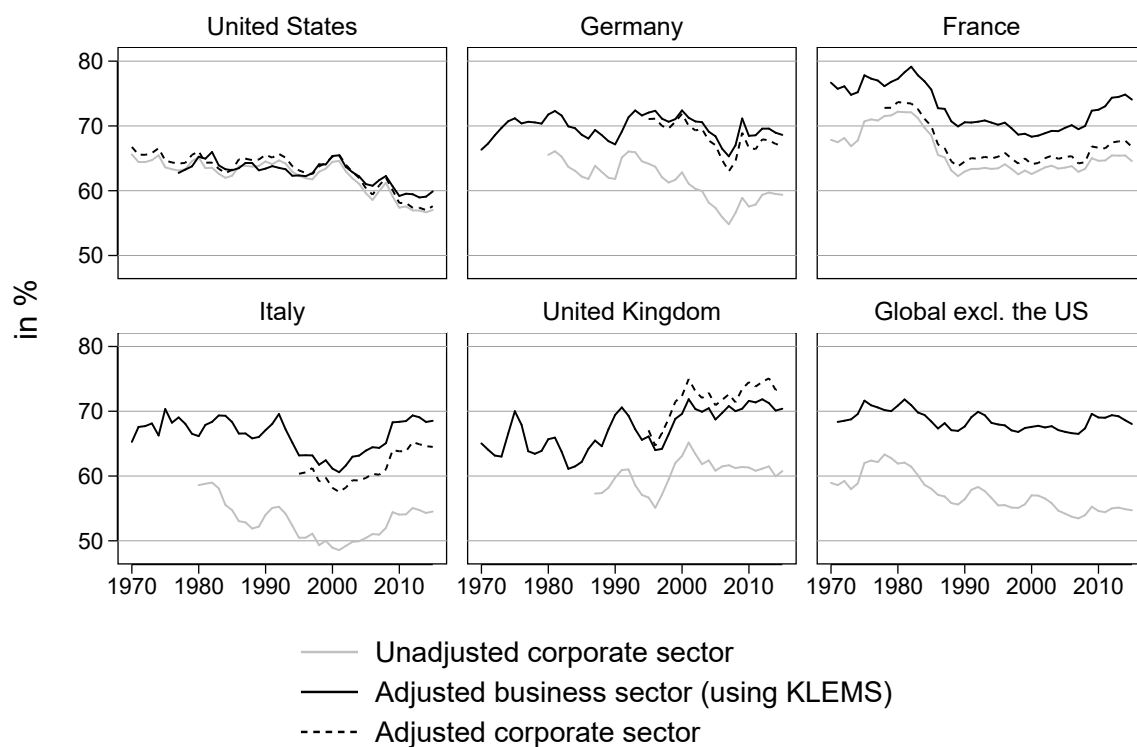 United States Germany France
80
70
60
50
in %
Italy United Kingdom Global excl. the US
80
70
60
50
1970 1980 1990 2000 2010 1970 1980 1990 2000 2010 1970 1980 1990 2000 2010
Unadjusted corporate sector
Adjusted business sector (using KLEMS)
Adjusted corporate sector